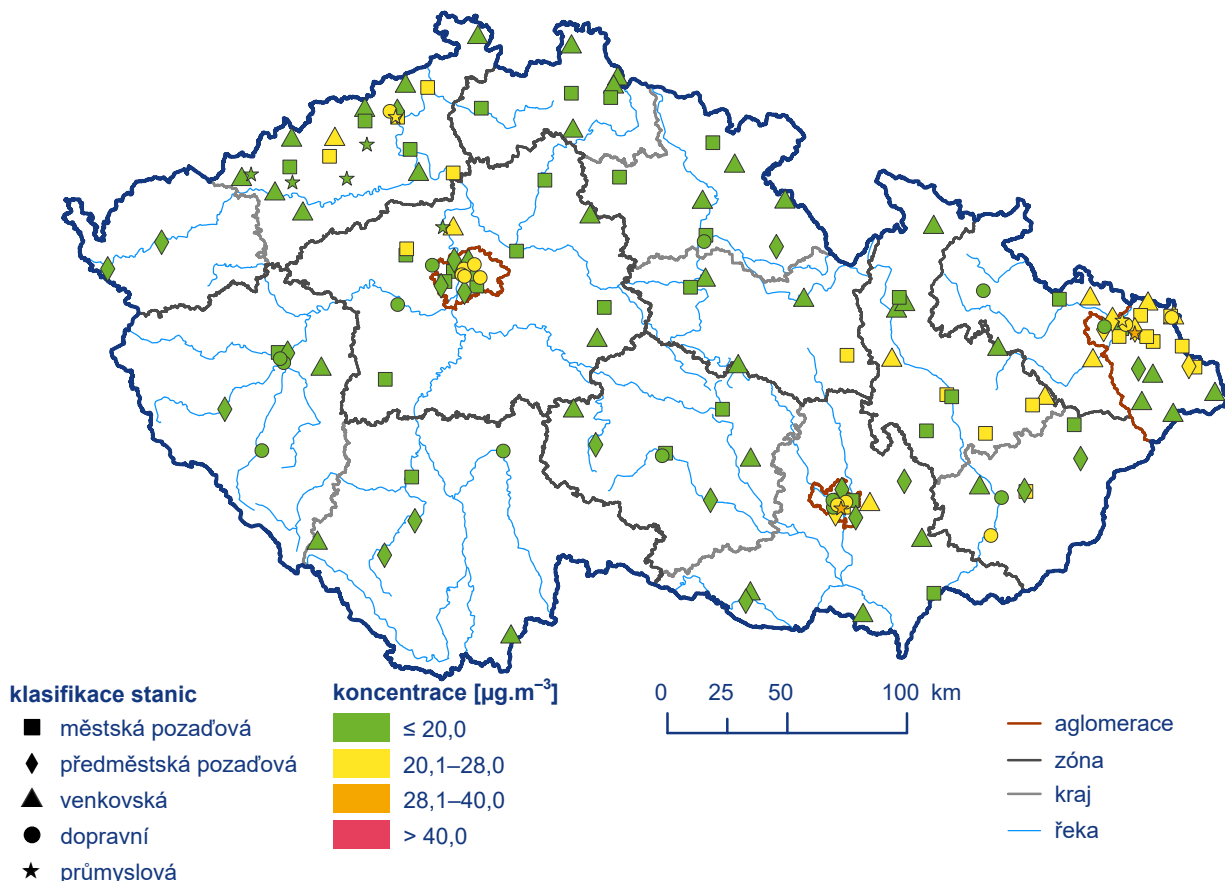 klasifikace stanic
městská pozaďová
předměstská pozaďová
venkovská
dopravní
průmyslová
koncentrace [µg.m⁻³]
≤ 20,0
20,1–28,0
28,1–40,0
> 40,0
0 25 50 100 km
aglomerace
zóna
kraj
řeka